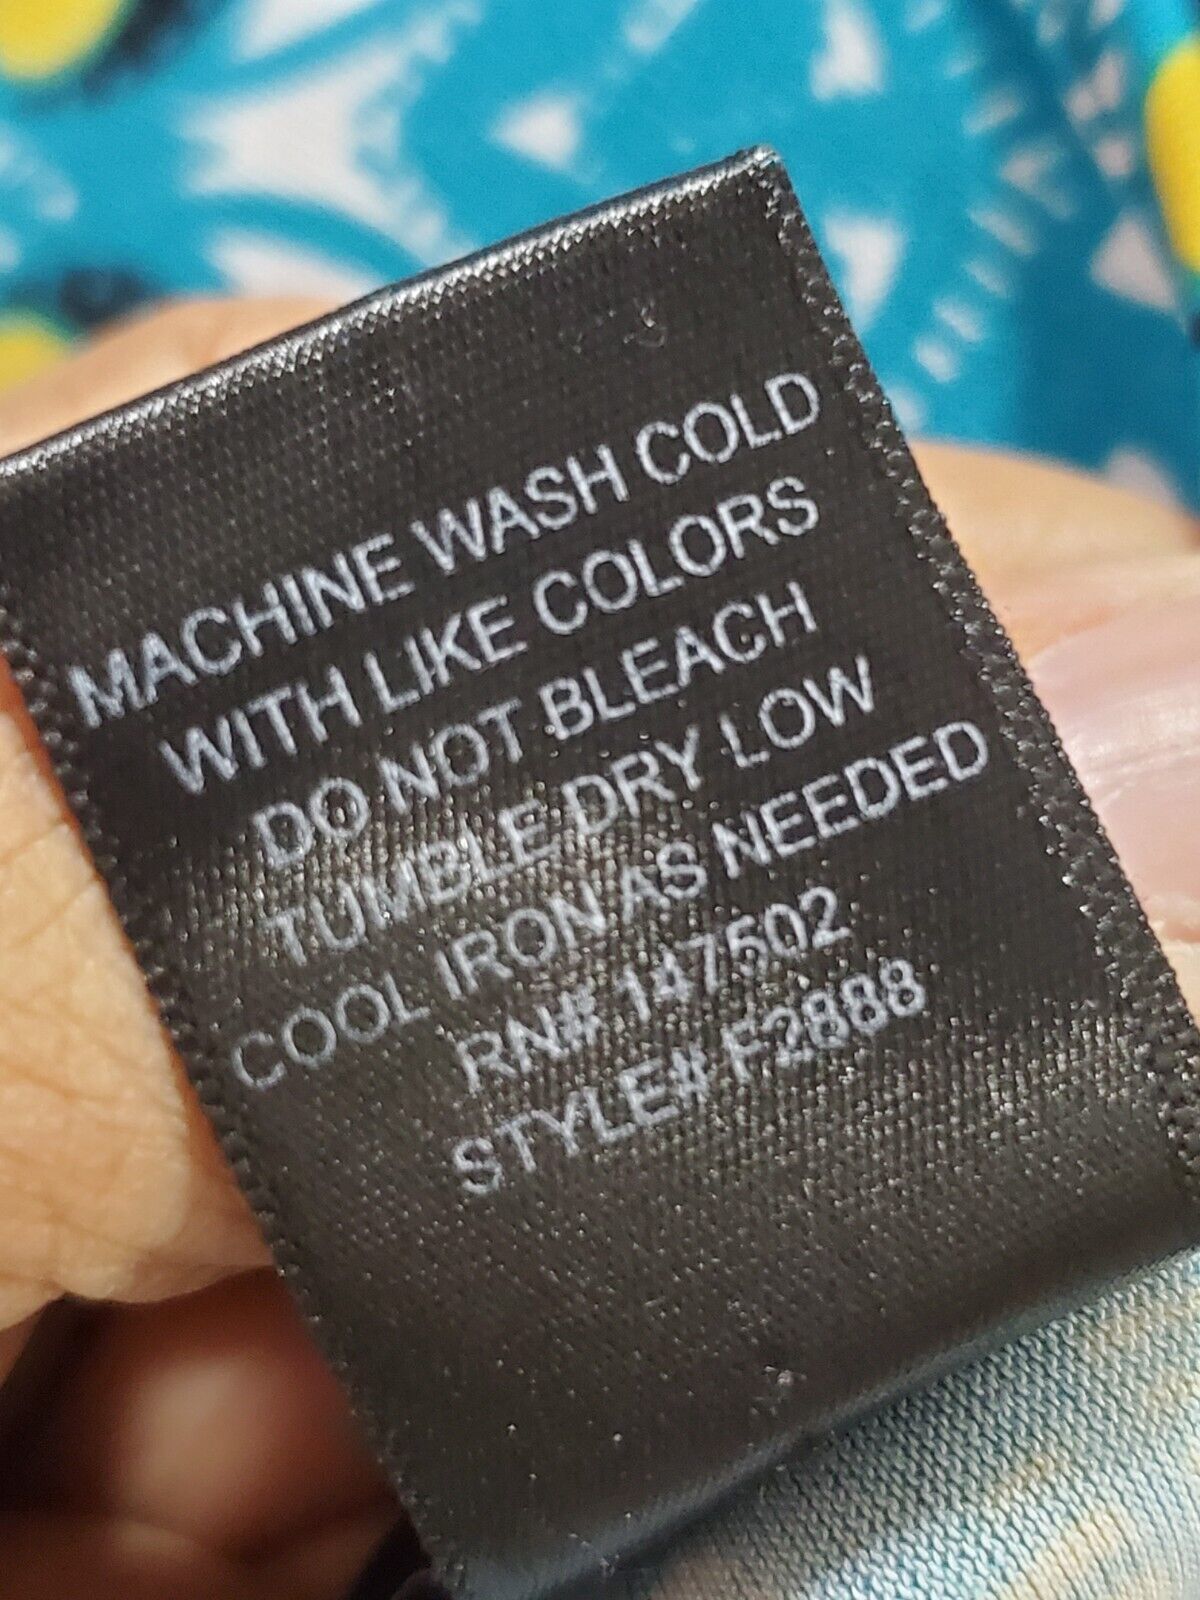 MACHINE WASH COLD
WITH LIKE COLORS
DO NOT BLEACH
TUMBLE DRY LOW
COOL IRON AS NEEDED
RN# 147502
STYLE# F2888